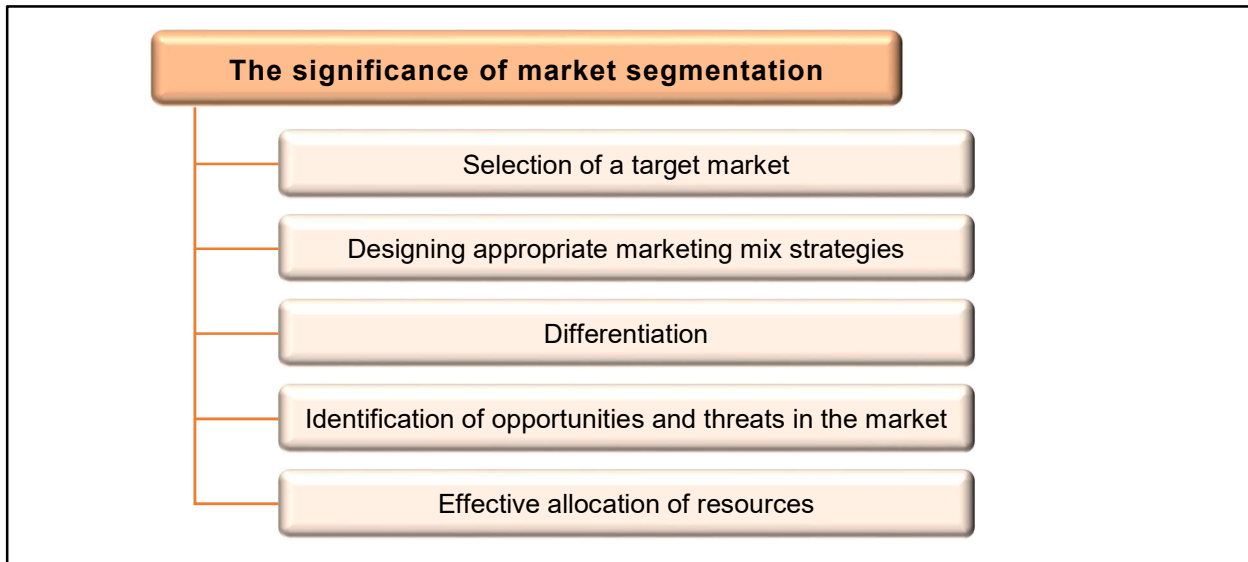 The significance of market segmentation
Selection of a target market
Designing appropriate marketing mix strategies
Differentiation
Identification of opportunities and threats in the market
Effective allocation of resources